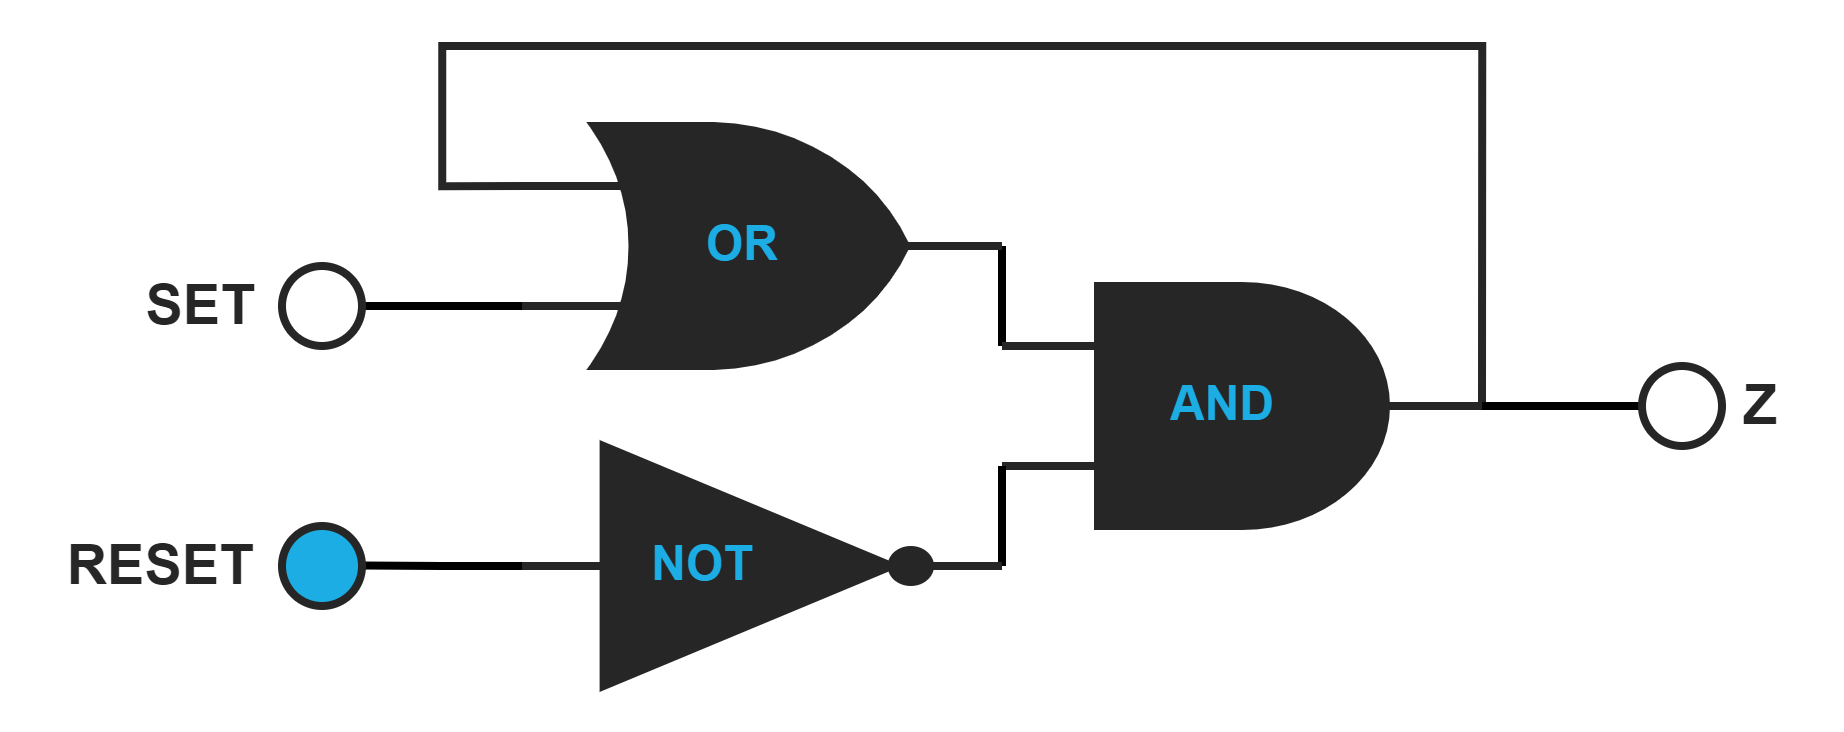 OR
SET
AND
Z
RESET
NOT